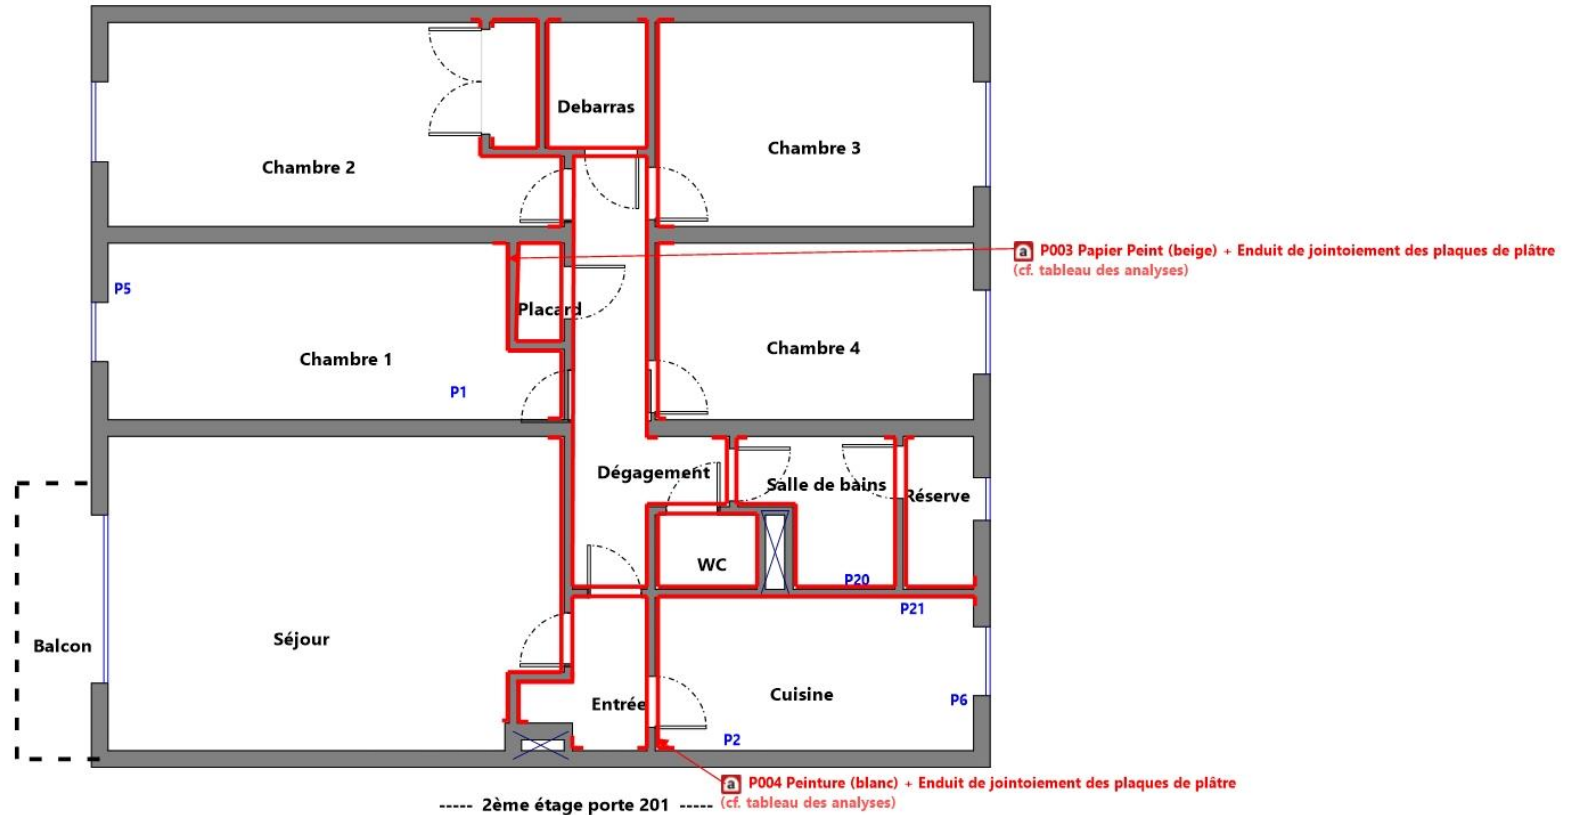 Debarras
Chambre 3
Chambre 2
a P003 Papier Peint (beige) + Enduit de jointoiement des plaques de plâtre
(cf. tableau des analyses)
P5
Placard
Chambre 4
Chambre 1
P1
Dégagement
Salle de bains
Réserve
WC
P20
P21
Balcon
Séjour
Entrée
Cuisine
P6
P2
a P004 Peinture (blanc) + Enduit de jointoiement des plaques de plâtre
(cf. tableau des analyses)
----- 2ème étage porte 201 -----